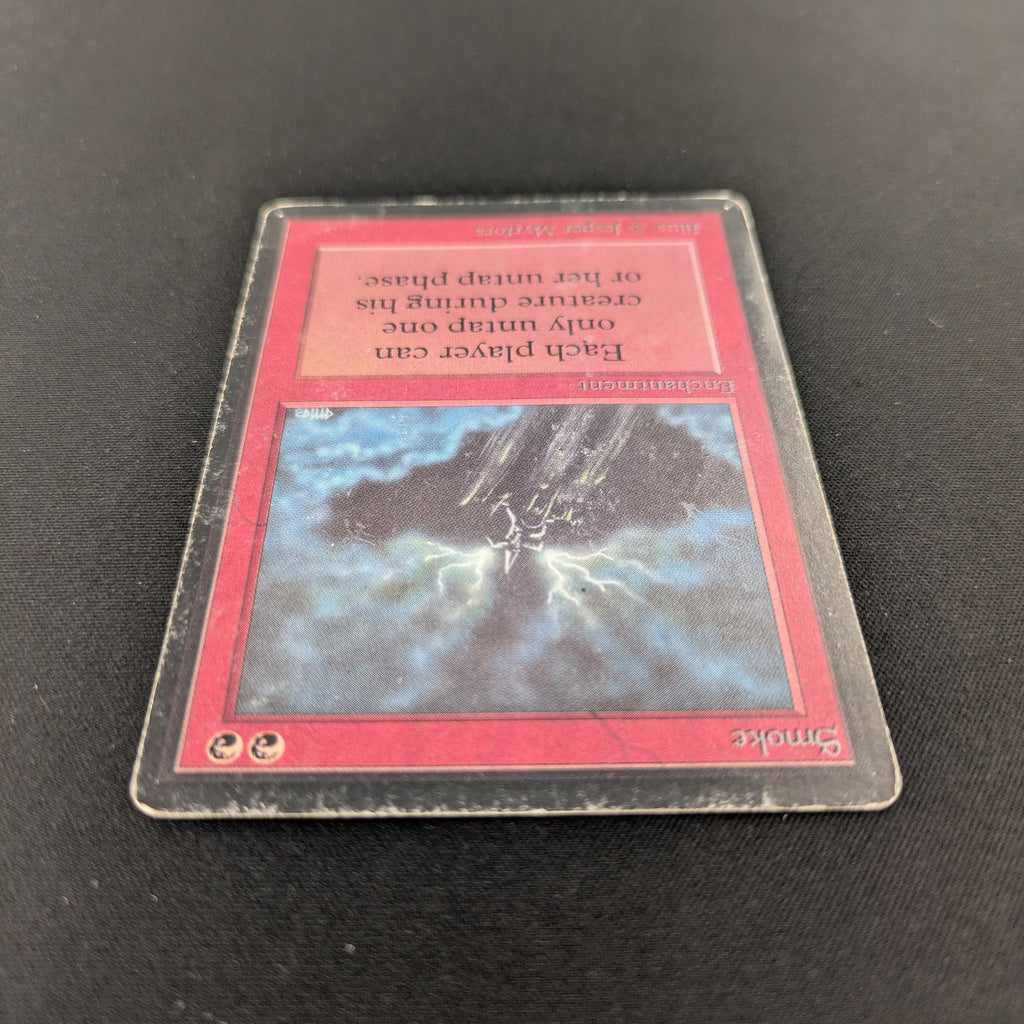 Smoke
Enchantment
Each player can
only untap one
creature during his
or her untap phase.
Illus. © Jesper Myrfors